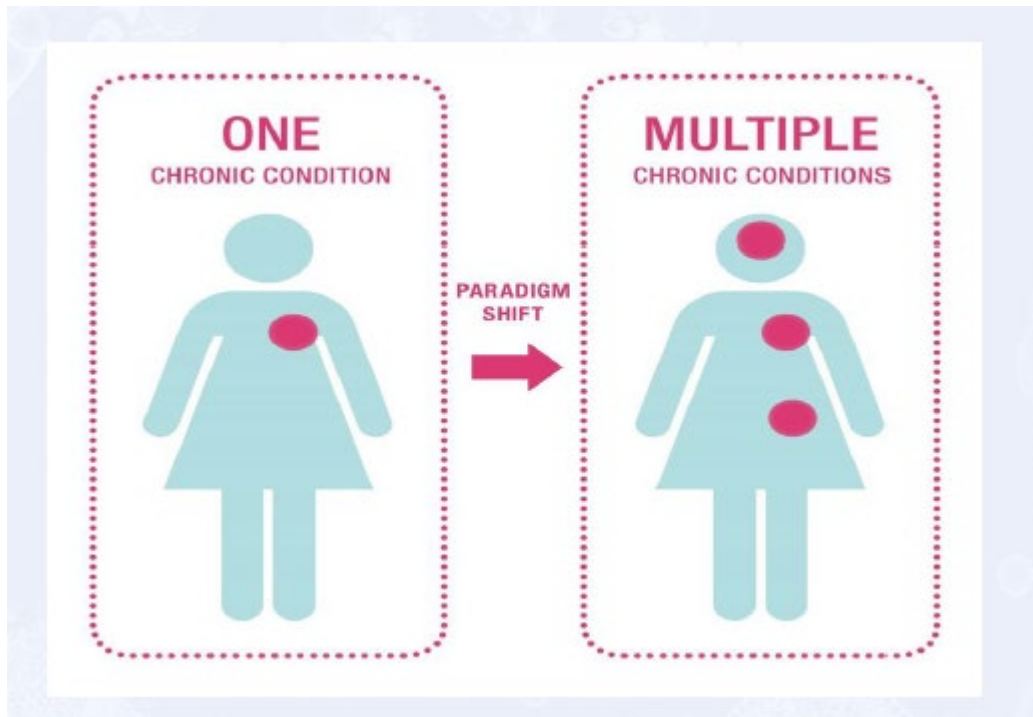 ONE
CHRONIC CONDITION
PARADIGM
SHIFT
MULTIPLE
CHRONIC CONDITIONS